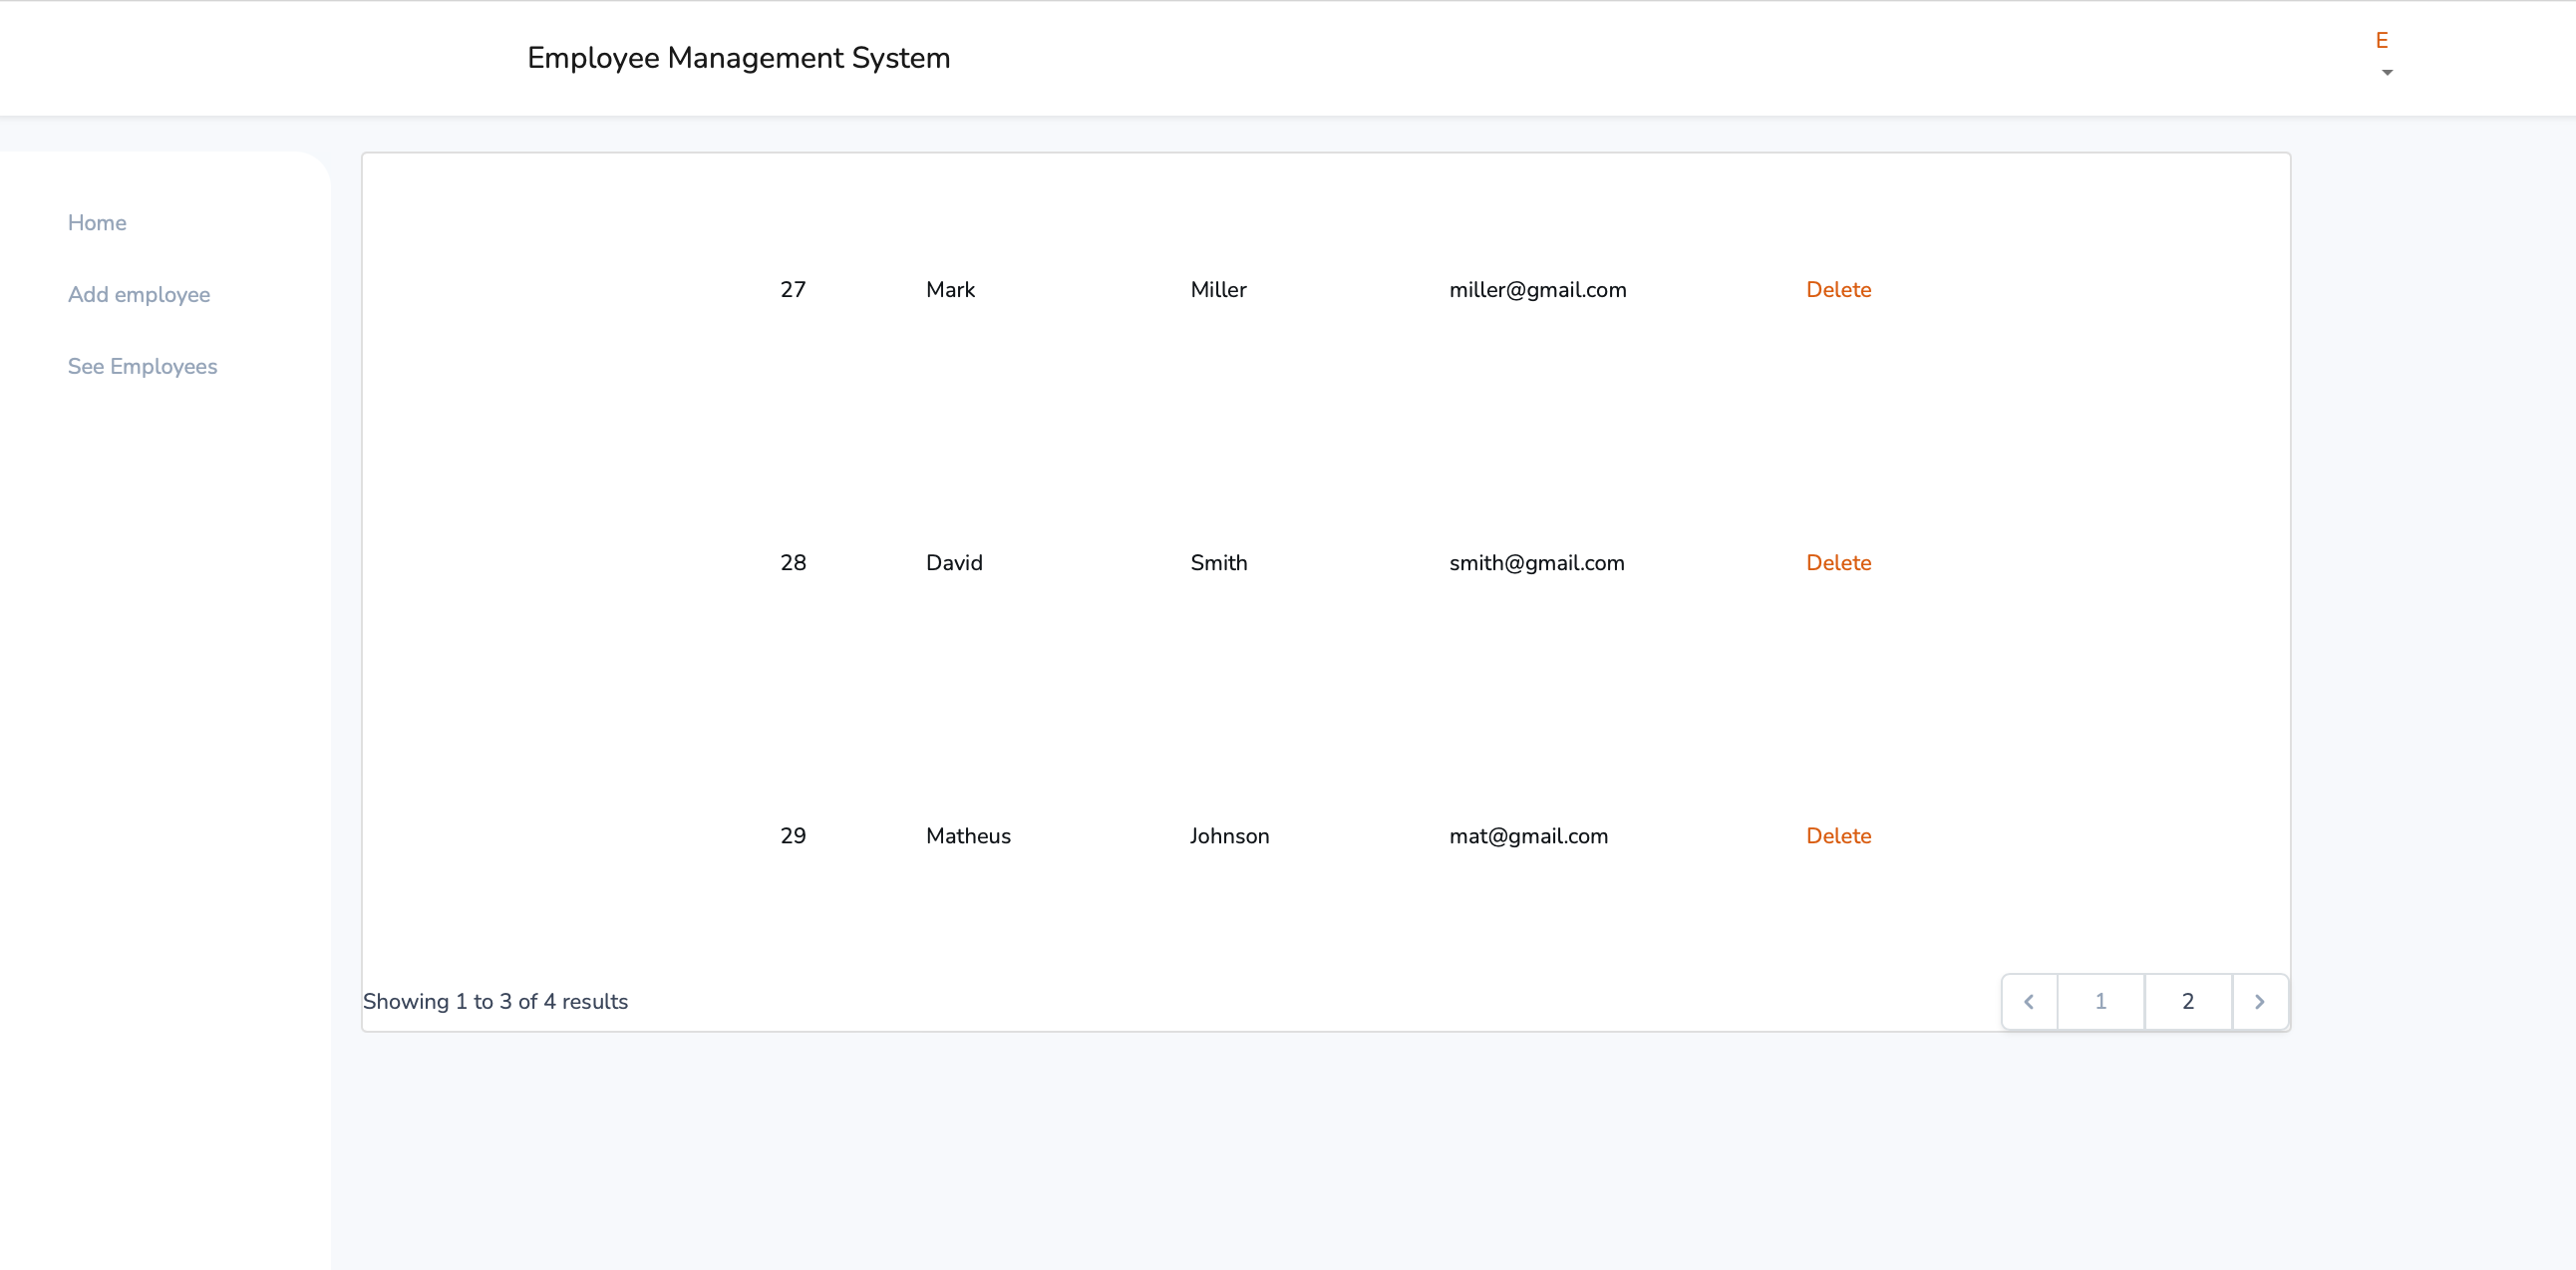 Employee Management System
E
Home
Add employee
See Employees
27 Mark Miller miller@gmail.com Delete
28 David Smith smith@gmail.com Delete
29 Matheus Johnson mat@gmail.com Delete
Showing 1 to 3 of 4 results
1 2